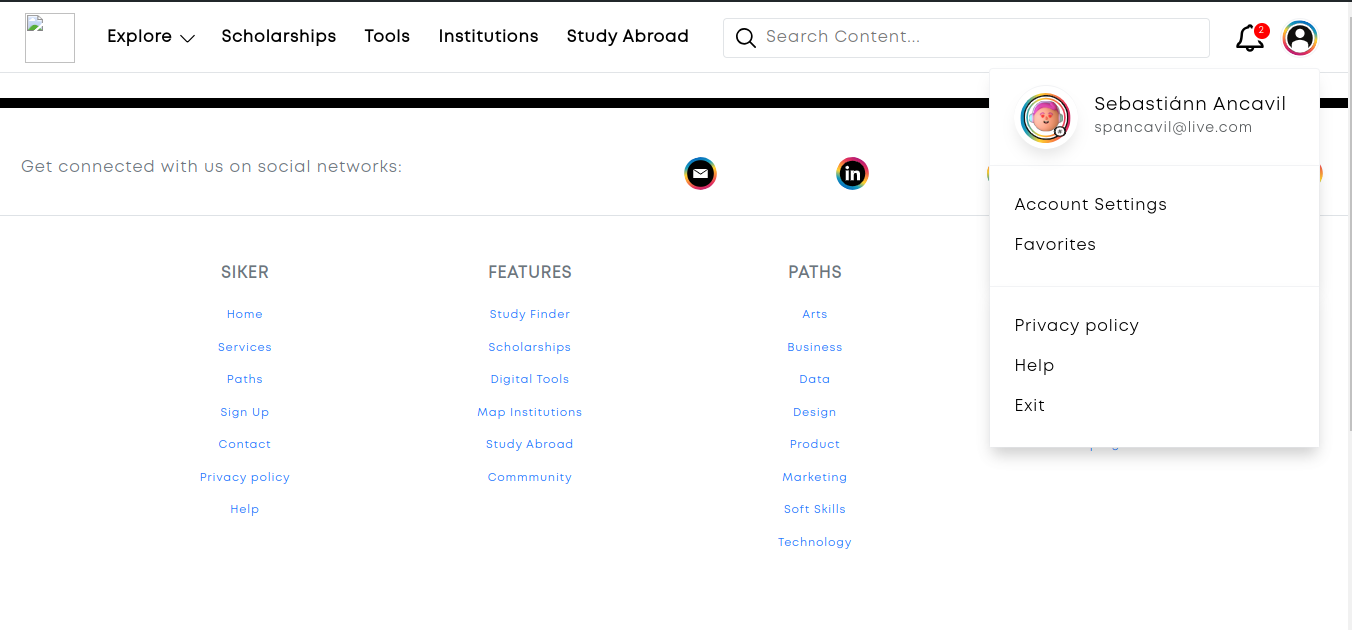 Explore
Scholarships
Tools
Institutions
Study Abroad
Search Content...
2
Sebastiánn Ancavil
spancavil@live.com
Account Settings
Favorites
Privacy policy
Help
Exit
Get connected with us on social networks:
in
SIKER
Home
Services
Paths
Sign Up
Contact
Privacy policy
Help
FEATURES
Study Finder
Scholarships
Digital Tools
Map Institutions
Study Abroad
Commmunity
PATHS
Arts
Business
Data
Design
Product
Marketing
Soft Skills
Technology